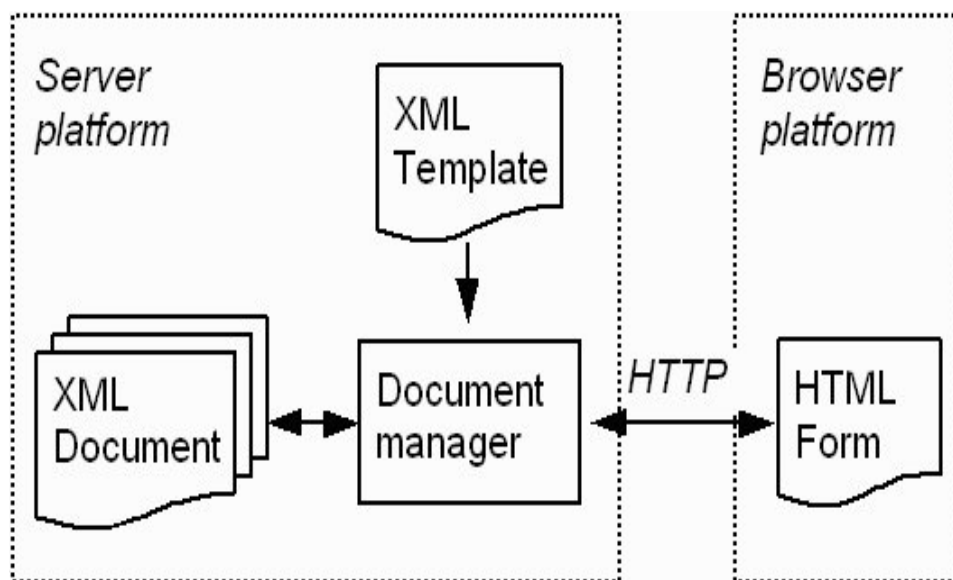 Server
platform
XML
Template
Browser
platform
XML
Document
Document
manager
HTTP
HTML
Form